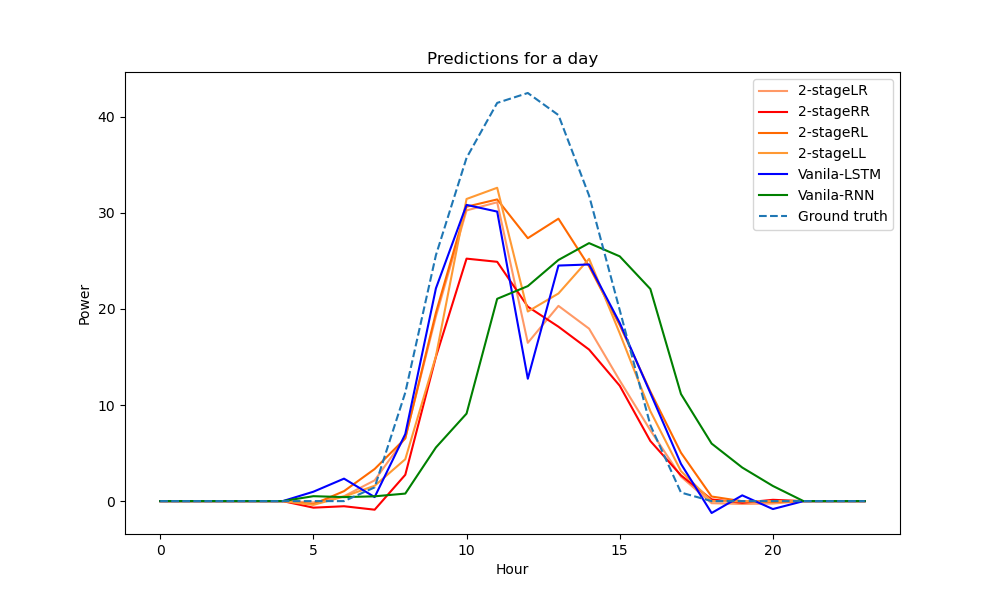 Predictions for a day
2-stageLR
2-stageRR
2-stageRL
2-stageLL
Vanila-LSTM
Vanila-RNN
Ground truth
Power
40
30
20
10
0
0 5 10 15 20
Hour